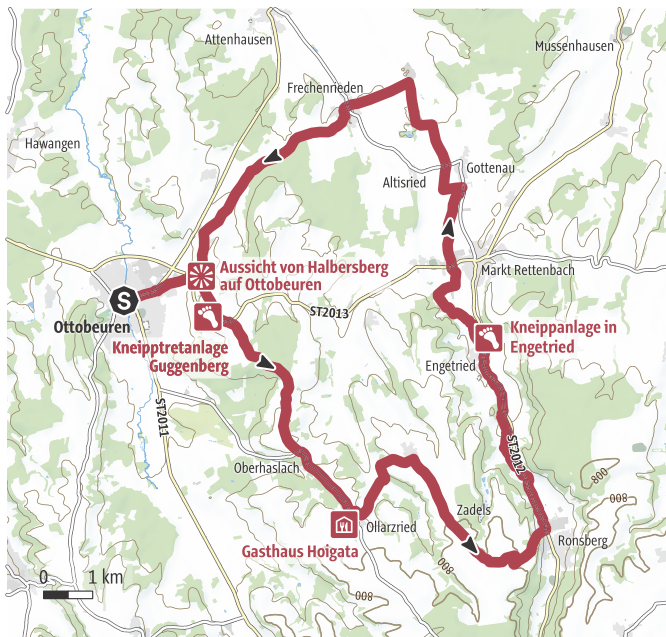 Attenhausen
Mussenhausen
Frechenrieden
Hawangen
Gottenau
Altisried
Aussicht von Halbersberg
auf Ottobeuren
Markt Rettenbach
S
Ottobeuren
ST2013
Kneipptretanlage
Guggenberg
Kneippanlage in
Engetried
Engetried
ST2011
ST2012
Oberhaslach
800
800
Zadels
Ollarzried
Ronsberg
Gasthaus Hoigata
800
800
0 1 km